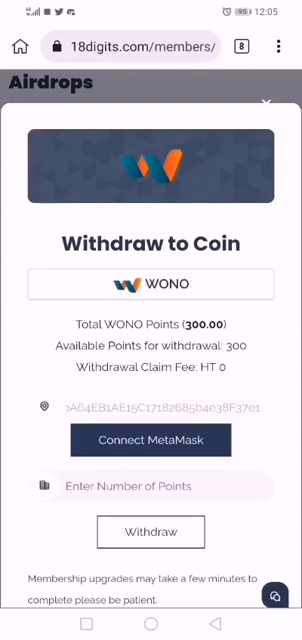 95 12:05
18digits.com/members/ 8
Airdrops
Withdraw to Coin
WONO
Total WONO Points (300.00)
Available Points for withdrawal: 300
Withdrawal Claim Fee: HT 0
A64EB1AE15C17182685b4e38F37e1
Connect MetaMask
Enter Number of Points
Withdraw
Membership upgrades may take a few minutes to
complete please be patient.